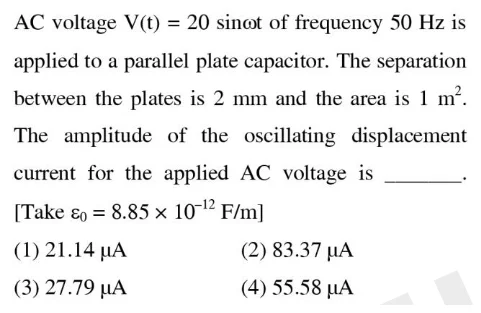 AC voltage V(t) = 20 sinωt of frequency 50 Hz is
applied to a parallel plate capacitor. The separation
between the plates is 2 mm and the area is 1 m².
The amplitude of the oscillating displacement
current for the applied AC voltage is _______.
[Take ε₀ = 8.85 × 10⁻¹² F/m]
(1) 21.14 μA (2) 83.37 μA
(3) 27.79 μA (4) 55.58 μA